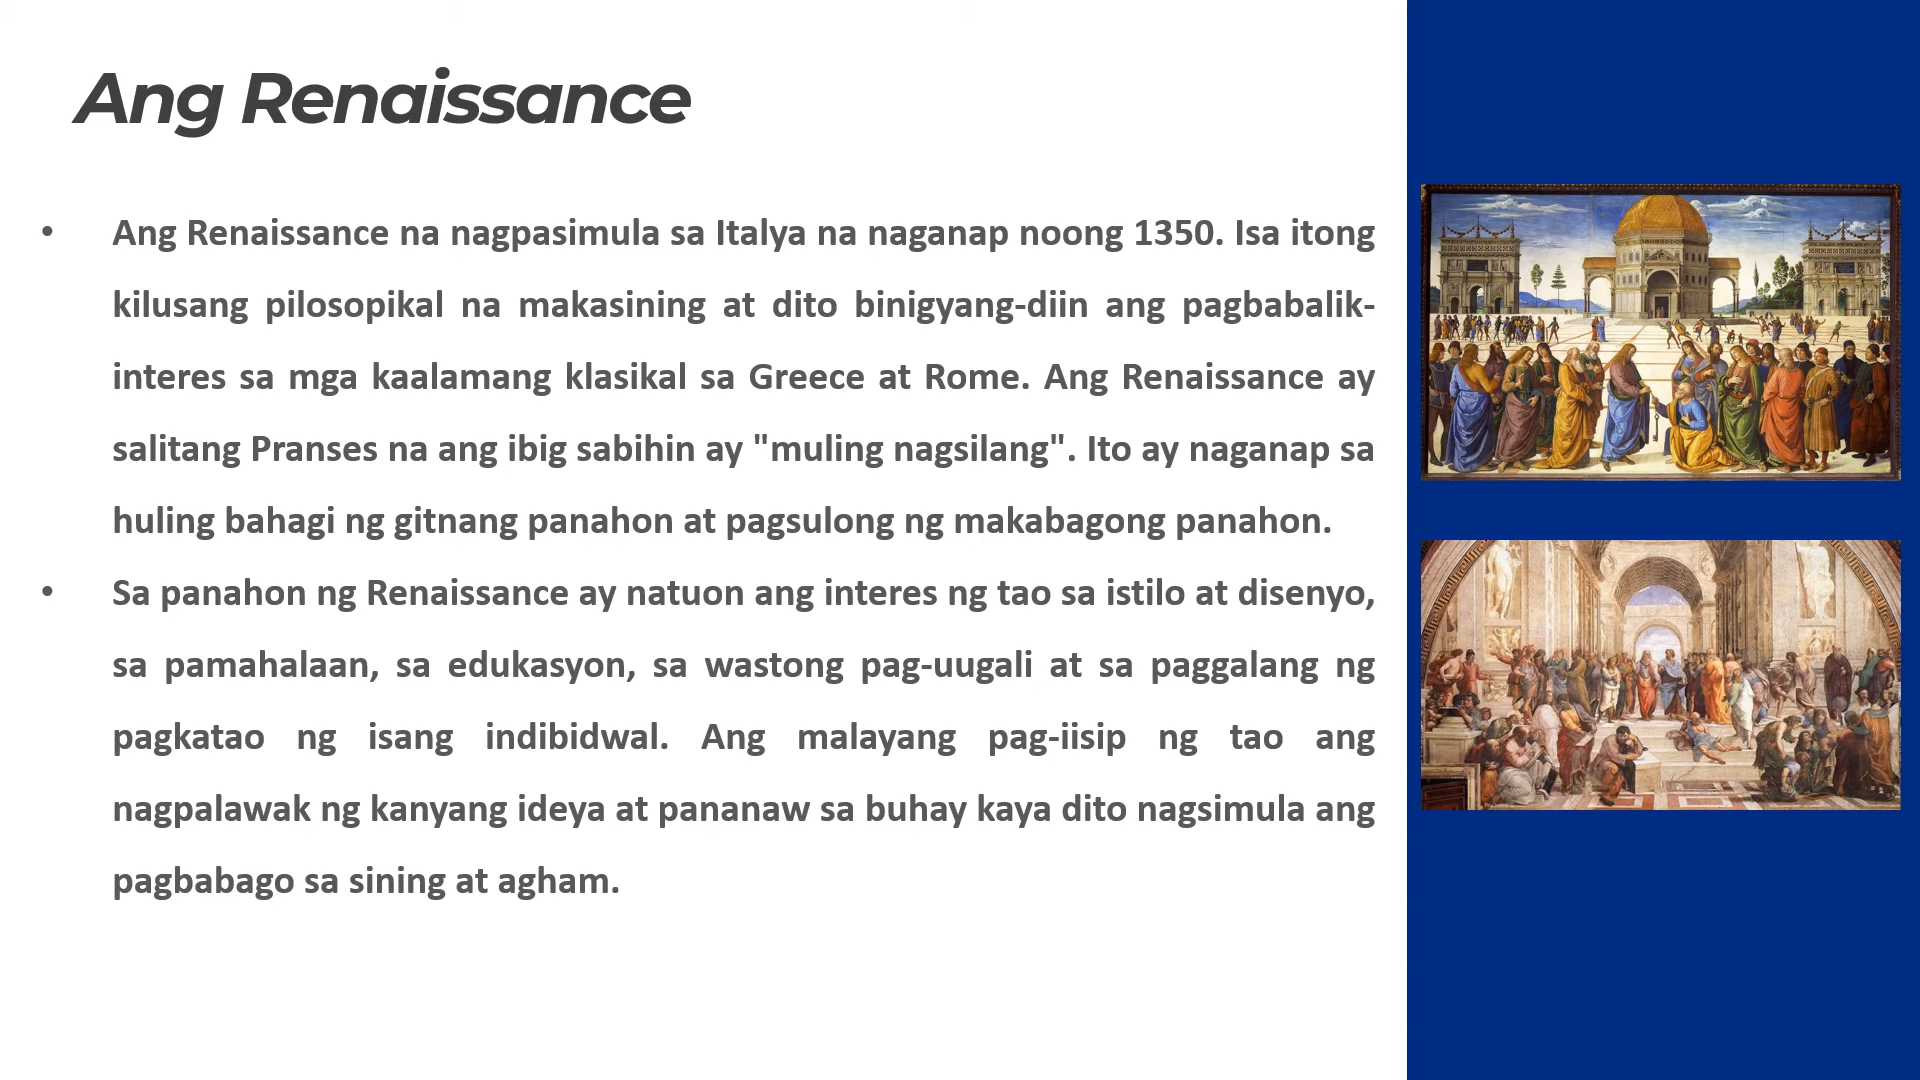 Ang Renaissance
• Ang Renaissance na nagpasimula sa Italya na naganap noong 1350. Isa itong
kilusang pilosopikal na makasining at dito binigyang-diin ang pagbabalik-
interes sa mga kaalamang klasikal sa Greece at Rome. Ang Renaissance ay
salitang Pranses na ang ibig sabihin ay "muling nagsilang". Ito ay naganap sa
huling bahagi ng gitnang panahon at pagsulong ng makabagong panahon.
• Sa panahon ng Renaissance ay natuon ang interes ng tao sa istilo at disenyo,
sa pamahalaan, sa edukasyon, sa wastong pag-uugali at sa paggalang ng
pagkatao ng isang indibidwal. Ang malayang pag-iisip ng tao ang
nagpalawak ng kanyang ideya at pananaw sa buhay kaya dito nagsimula ang
pagbabago sa sining at agham.